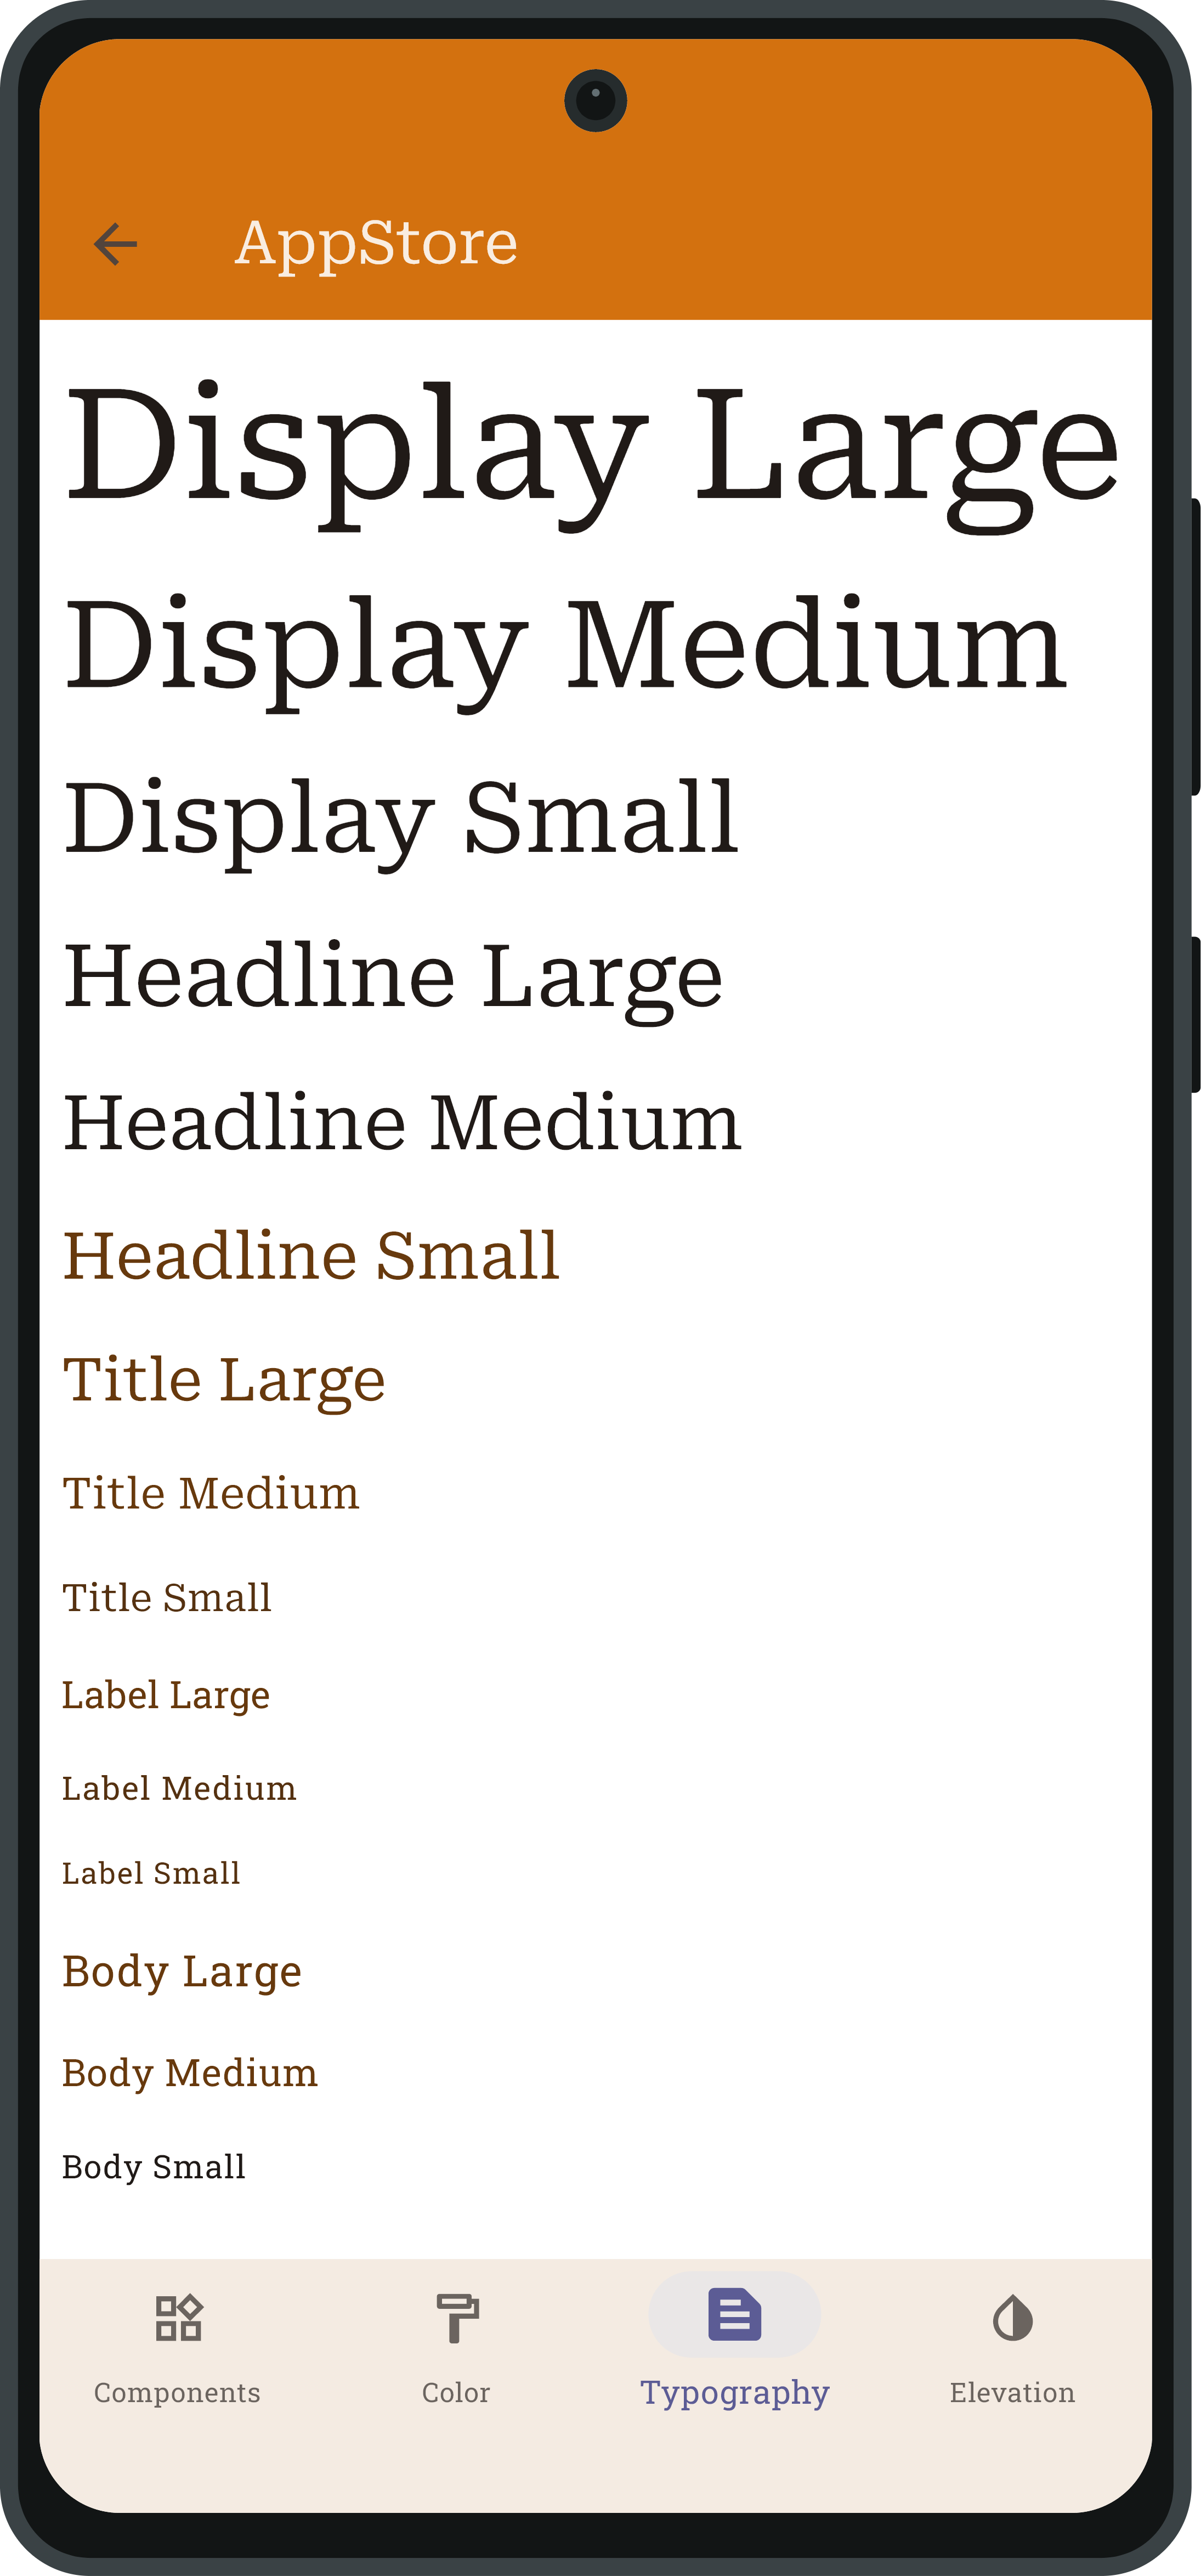 AppStore
Display Large
Display Medium
Display Small
Headline Large
Headline Medium
Headline Small
Title Large
Title Medium
Title Small
Label Large
Label Medium
Label Small
Body Large
Body Medium
Body Small
Components Color Typography Elevation